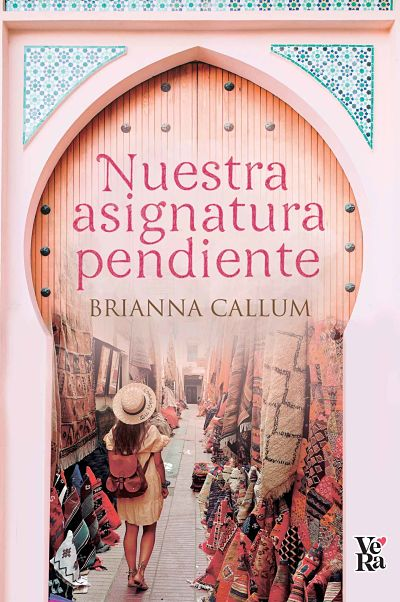 Nuestra
asignatura
pendiente
BRIANNA CALLUM
Ve
Ra